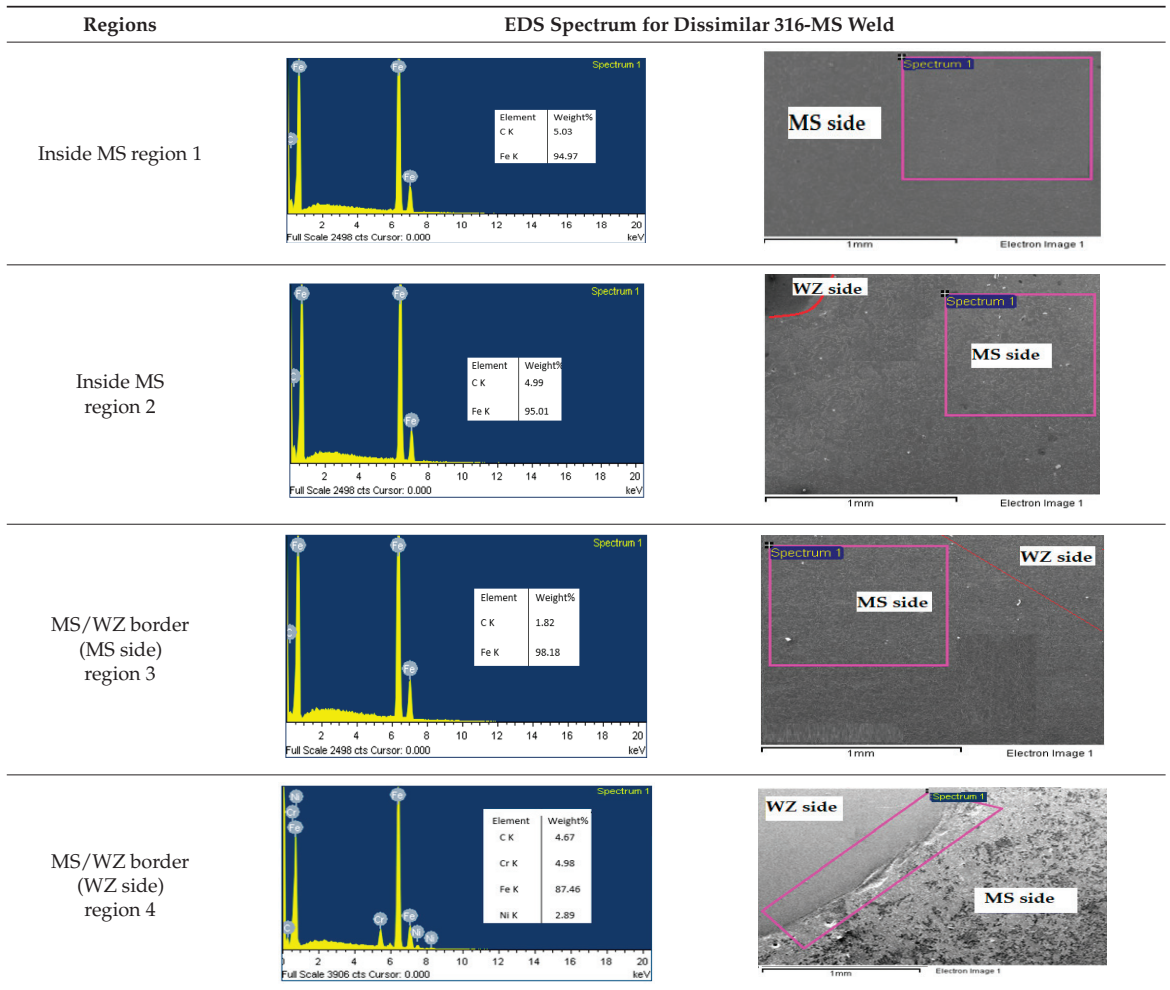 Regions EDS Spectrum for Dissimilar 316-MS Weld
Inside MS region 1
Fe Fe Spectrum 1
C
Fe
Element Weight%
C K 5.03
Fe K 94.97
2 4 6 8 10 12 14 16 18 20
Full Scale 2498 cts Cursor: 0.000 keV
Spectrum 1
MS side
1mm Electron Image 1
Inside MS
region 2
Fe Fe Spectrum 1
C
Fe
Element Weight%
C K 4.99
Fe K 95.01
2 4 6 8 10 12 14 16 18 20
Full Scale 2498 cts Cursor: 0.000 keV
WZ side
Spectrum 1
MS side
1mm Electron Image 1
MS/WZ border
(MS side)
region 3
Fe Fe Spectrum 1
C
Fe
Element Weight%
C K 1.82
Fe K 98.18
2 4 6 8 10 12 14 16 18 20
Full Scale 2498 cts Cursor: 0.000 keV
Spectrum 1
WZ side
MS side
1mm Electron Image 1
MS/WZ border
(WZ side)
region 4
Ni Fe Spectrum 1
Cr
Fe
C Cr Fe Ni Ni
Element Weight%
C K 4.67
Cr K 4.98
Fe K 87.46
Ni K 2.89
2 4 6 8 10 12 14 16 18 20
Full Scale 3906 cts Cursor: 0.000 keV
Spectrum 1
WZ side
MS side
1mm Electron Image 1